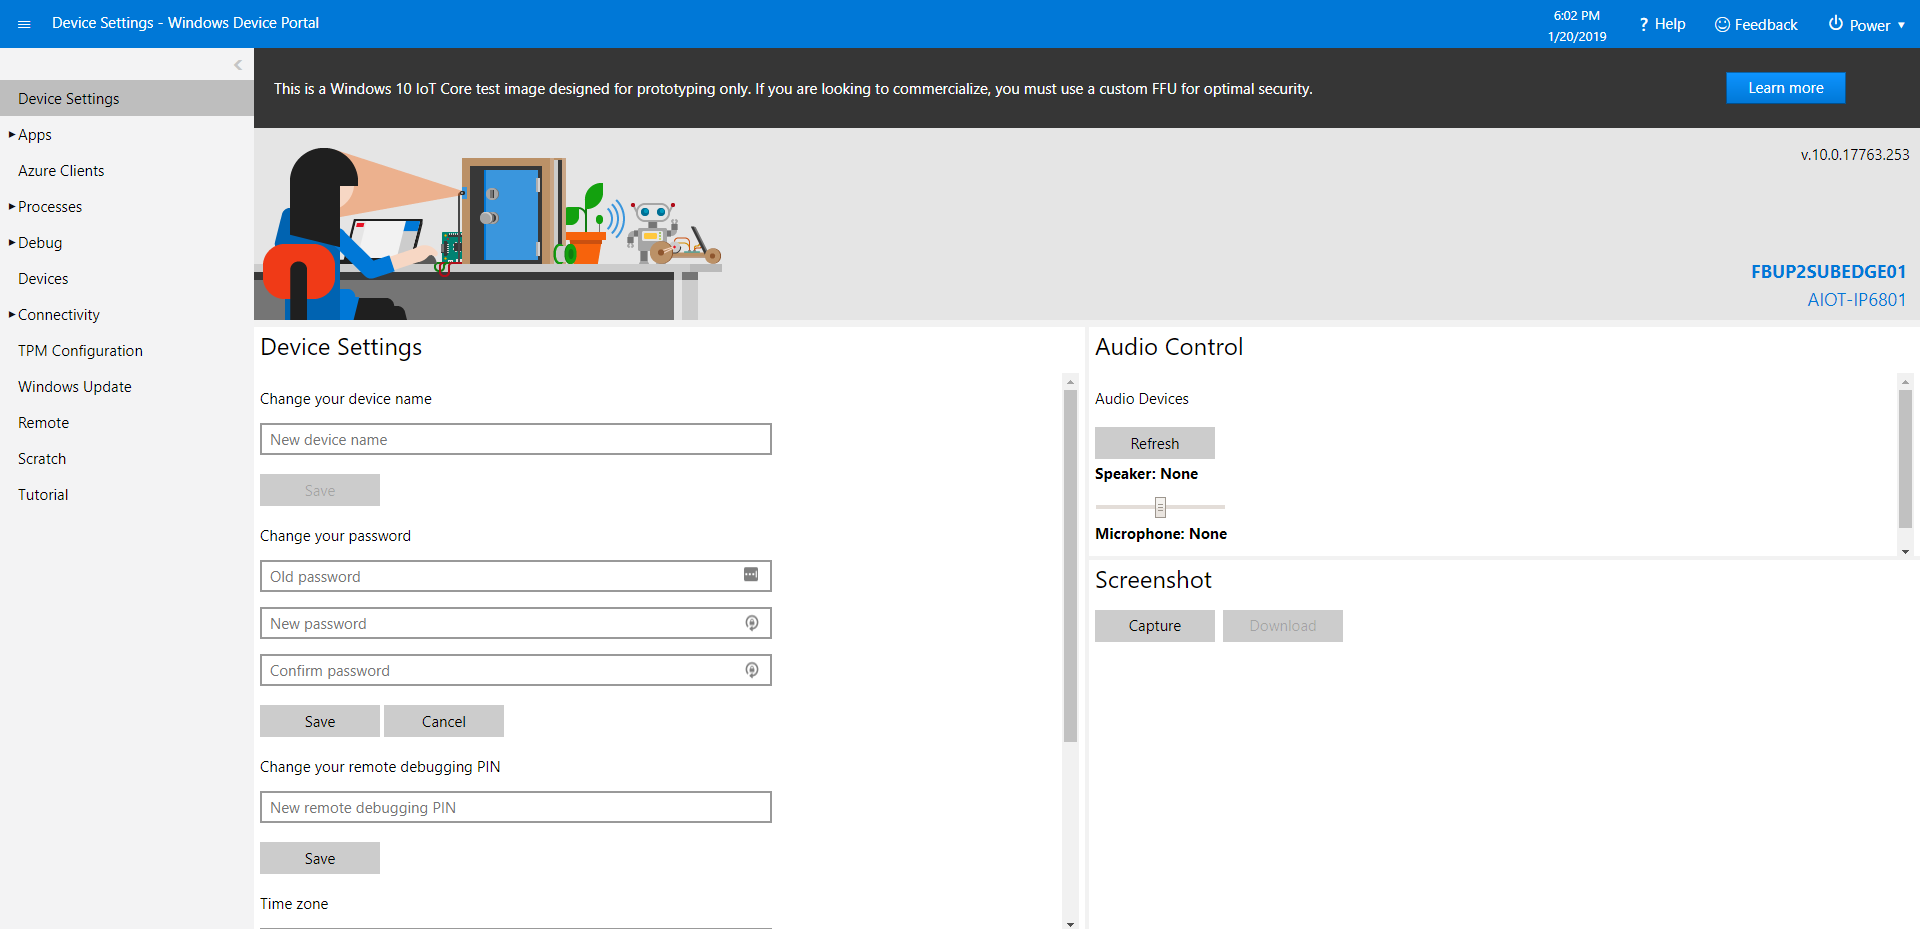 Device Settings - Windows Device Portal
6:02 PM
1/20/2019
? Help
Feedback
Power
Device Settings
Apps
Azure Clients
Processes
Debug
Devices
Connectivity
TPM Configuration
Windows Update
Remote
Scratch
Tutorial
This is a Windows 10 IoT Core test image designed for prototyping only. If you are looking to commercialize, you must use a custom FFU for optimal security.
Learn more
v.10.0.17763.253
FBUP2SUBEDGE01
AIOT-IP6801
Device Settings
Change your device name
New device name
Save
Change your password
Old password
New password
Confirm password
Save Cancel
Change your remote debugging PIN
New remote debugging PIN
Save
Time zone
Audio Control
Audio Devices
Refresh
Speaker: None
Microphone: None
Screenshot
Capture Download